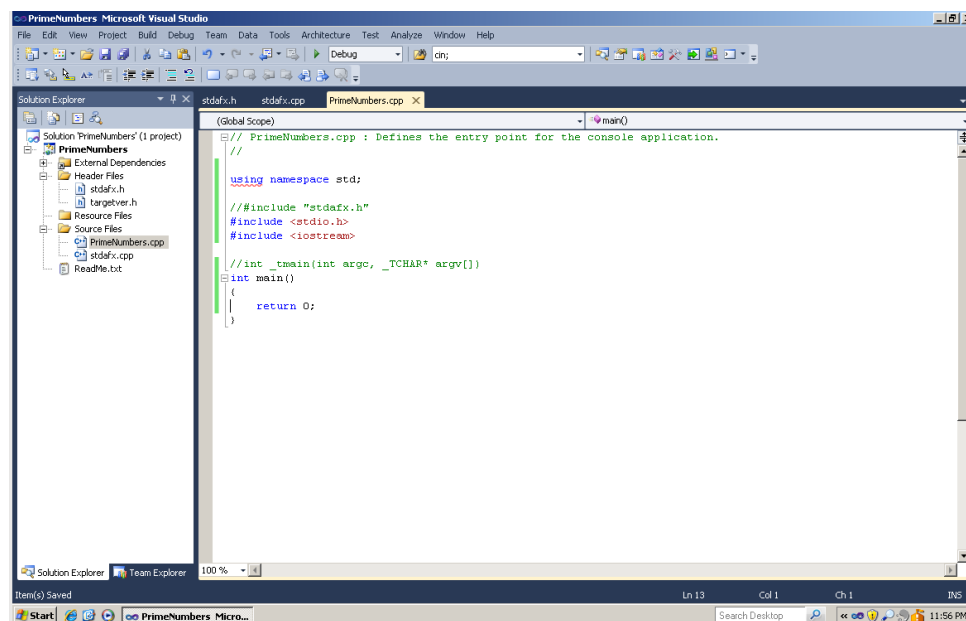 PrimeNumbers Microsoft Visual Studio
File Edit View Project Build Debug Team Data Tools Architecture Test Analyze Window Help
Debug cin;
Solution Explorer stdafx.h stdafx.cpp PrimeNumbers.cpp
(Global Scope) main()
Solution 'PrimeNumbers' (1 project)
PrimeNumbers
External Dependencies
Header Files
stdafx.h
targetver.h
Resource Files
Source Files
PrimeNumbers.cpp
stdafx.cpp
ReadMe.txt
// PrimeNumbers.cpp : Defines the entry point for the console application.
//
using namespace std;
//#include "stdafx.h"
#include <stdio.h>
#include <iostream>
//int _tmain(int argc, _TCHAR* argv[])
int main()
{
return 0;
}
Solution Explorer Team Explorer 100 %
Item(s) Saved Ln 13 Col 1 Ch 1 INS
Start PrimeNumbers Micro... Search Desktop 11:56 PM